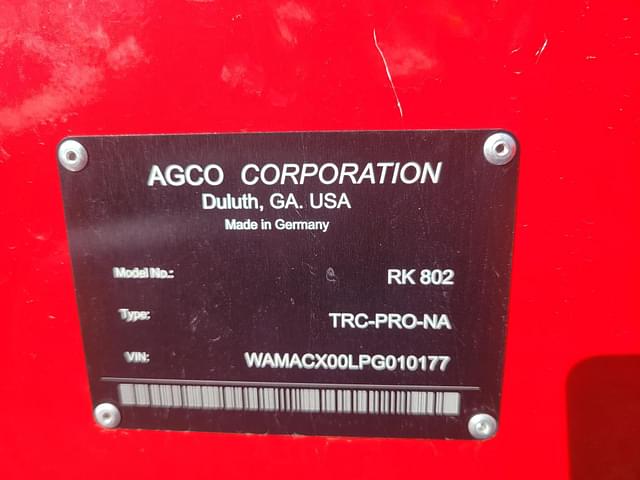 AGCO CORPORATION
Duluth, GA. USA
Made in Germany
Model No.: RK 802
Type: TRC-PRO-NA
VIN: WAMACX00LPG010177